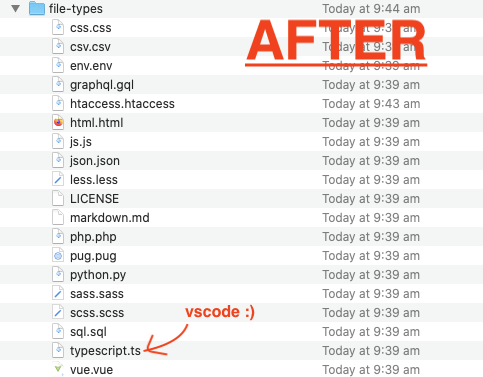 file-types Today at 9:44 am
AFTER
css.css Today at 9:39 am
csv.csv Today at 9:39 am
env.env Today at 9:39 am
graphql.gql Today at 9:39 am
htaccess.htaccess Today at 9:43 am
html.html Today at 9:39 am
js.js Today at 9:39 am
json.json Today at 9:39 am
less.less Today at 9:39 am
LICENSE Today at 9:39 am
markdown.md Today at 9:39 am
php.php Today at 9:39 am
pug.pug Today at 9:39 am
python.py Today at 9:39 am
sass.sass Today at 9:39 am
scss.scss Today at 9:39 am
vscode :)
sql.sql Today at 9:39 am
typescript.ts Today at 9:39 am
vue.vue Today at 9:39 am